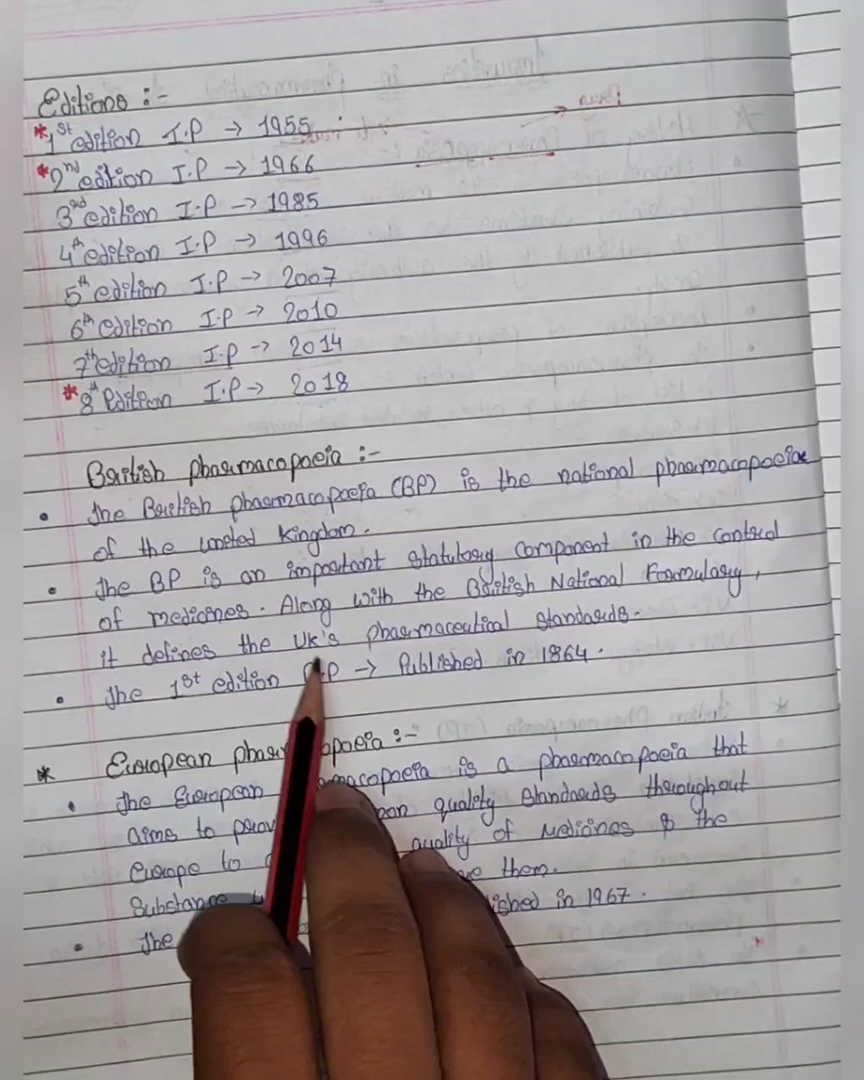 Editions :-
*1st edition I.P → 1955
*2nd edition I.P → 1966
3rd edition I.P → 1985
4th edition I.P → 1996
5th edition I.P → 2007
6th edition I.P → 2010
7th edition I.P → 2014
*8th Edition I.P → 2018
British pharmacopoeia :-
• The British pharmacopoeia (BP) is the national pharmacopoeia
of the United Kingdom.
• The BP is an important statutory component in the control
of medicines. Along with the British National Formulary,
it defines the UK's pharmaceutical standards.
• The 1st edition P → Published in 1864.
* European pharmacopoeia :-
• The European macopoeia is a pharmacopoeia that
aims to prov on quality standards throughout
Europe to quality of Medicines & the
Substance them.
• The lished in 1967.